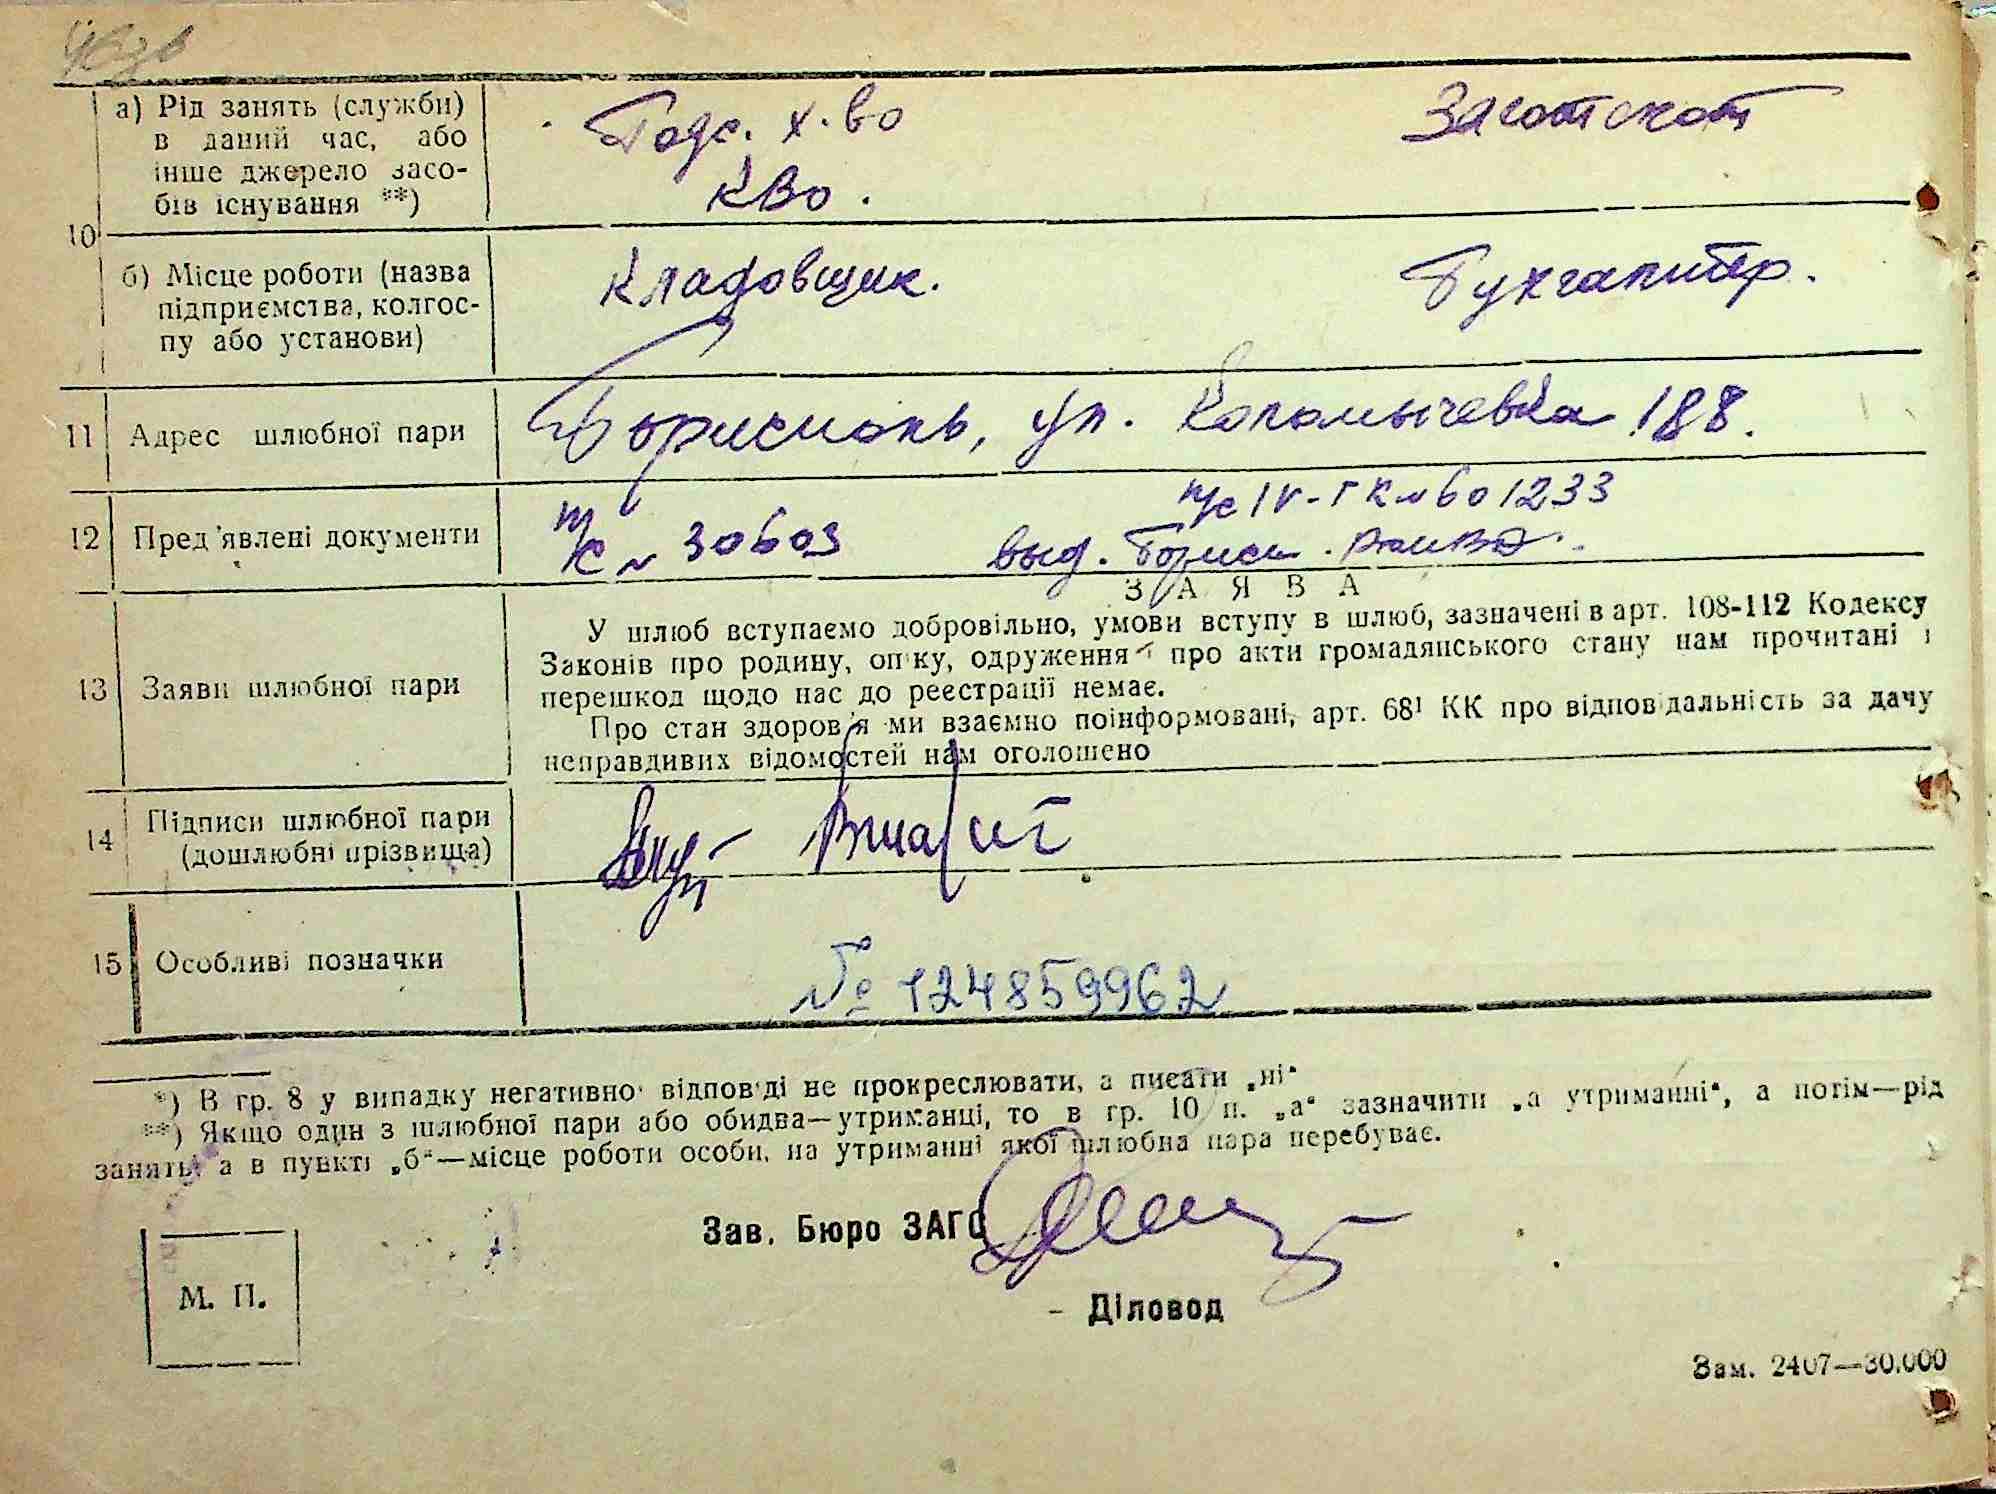 а) Рід занять (служби)
в даний час, або
інше джерело засо-
бів існування **)
Подс. х-во
КВО.
Заготскот
10
б) Місце роботи (назва
підприємства, колгос-
пу або установи)
Кладовщик.
Бухгалтер.
11 Адрес шлюбної пари
Борисполь, ул. Коломычевка 188.
12 Пред'явлені документи
п/с № 30603
п/с IV-ГК № 601233
выд. Борисп.
13 Заяви шлюбної пари
ЗАЯВА
У шлюб вступаємо добровільно, умови вступу в шлюб, зазначені в арт. 108-112 Кодексу
Законів про родину, опіку, одруження і про акти громадянського стану нам прочитані і
перешкод щодо нас до реєстрації немає.
Про стан здоров'я ми взаємно поінформовані, арт. 68¹ КК про відповідальність за дачу
неправдивих відомостей нам оголошено
14 Підписи шлюбної пари
(дошлюбні прізвища)
15 Особливі позначки
№ 124859962
*) В гр. 8 у випадку негативної відповіді не прокреслювати, а писати „ні“
**) Якщо один з шлюбної пари або обидва—утриманці, то в гр. 10 п. „а“ зазначити „а утриманні“, а потім—рід
занять, а в пункті „б“—місце роботи особи, на утриманні якої шлюбна пара перебуває.
Зав. Бюро ЗАГС
М. П.
- Діловод
Зам. 2407—30.000